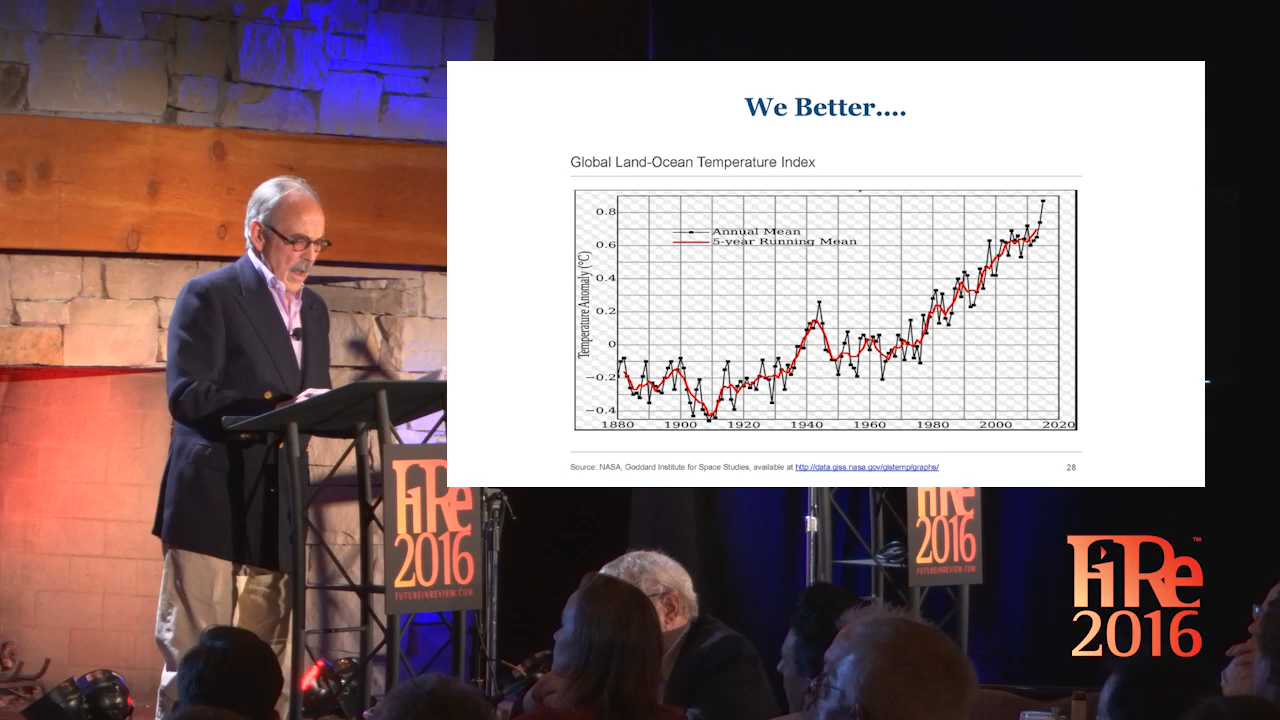 We Better....
Global Land-Ocean Temperature Index
Annual Mean
5-year Running Mean
Temperature Anomaly (°C)
0.8
0.6
0.4
0.2
0
−0.2
−0.4
1880 1900 1920 1940 1960 1980 2000 2020
Source: NASA, Goddard Institute for Space Studies, available at http://data.giss.nasa.gov/gistemp/graphs/
28
FiRe
2016
FUTUREINREVIEW.COM
FiRe
2016
FUTUREINREVIEW.COM
FiRe™
2016